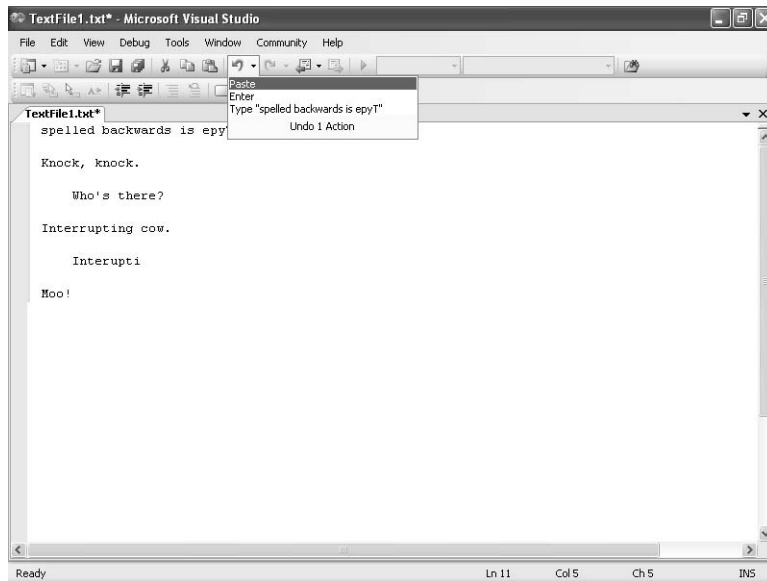 TextFile1.txt* - Microsoft Visual Studio
File Edit View Debug Tools Window Community Help
Paste
Enter
Type "spelled backwards is epyT"
Undo 1 Action
TextFile1.txt*
spelled backwards is epy
Knock, knock.
Who's there?
Interrupting cow.
Interupti
Moo!
Ready Ln 11 Col 5 Ch 5 INS